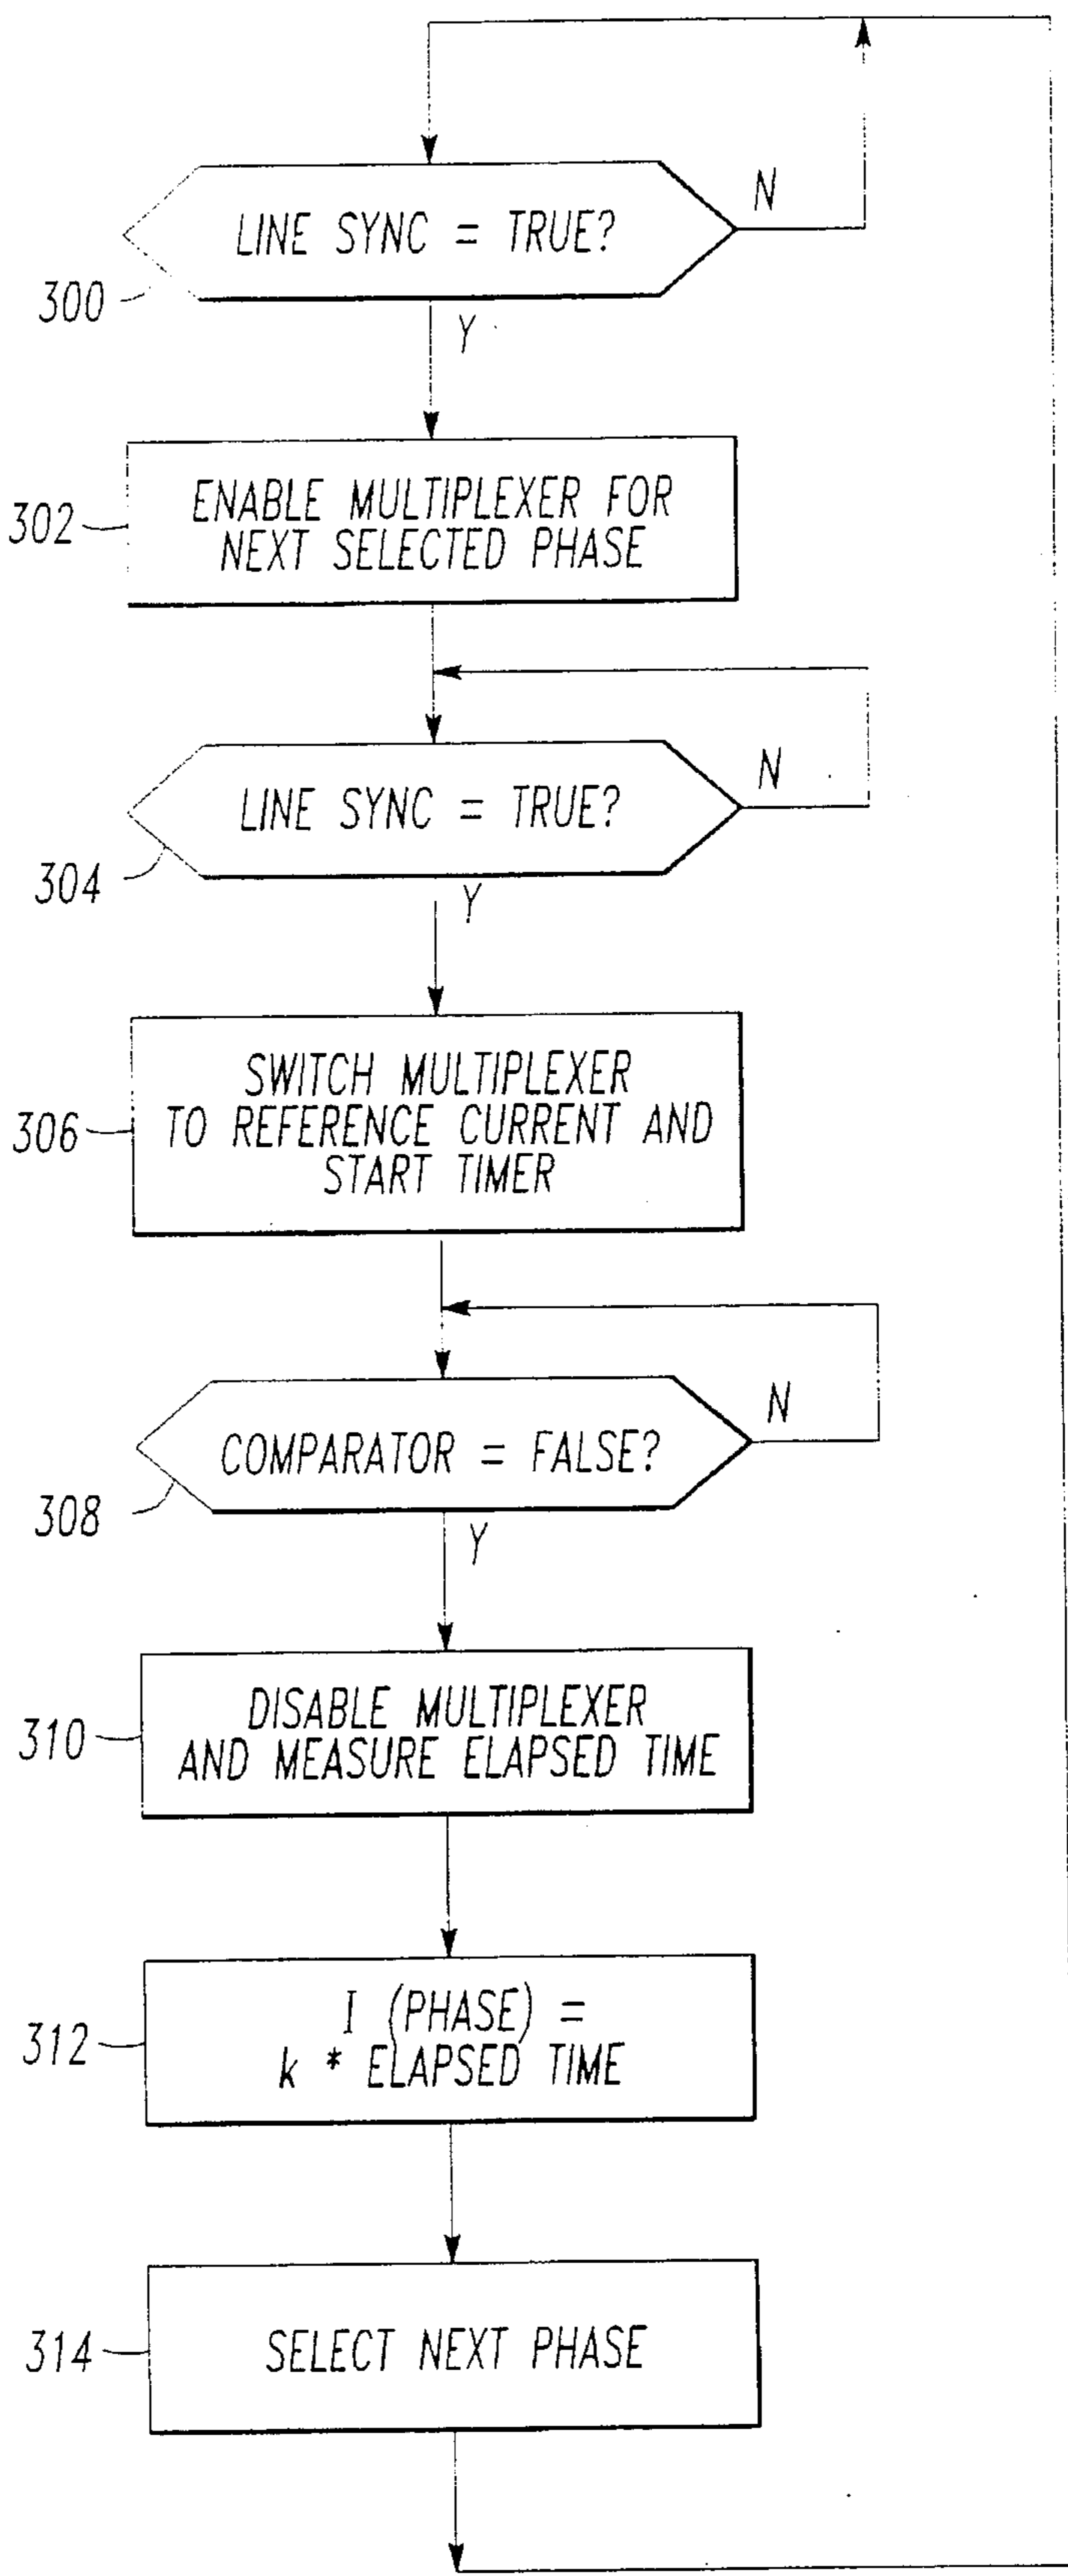 LINE SYNC = TRUE?
N
300
Y
302
ENABLE MULTIPLEXER FOR
NEXT SELECTED PHASE
LINE SYNC = TRUE?
N
304
Y
306
SWITCH MULTIPLEXER
TO REFERENCE CURRENT AND
START TIMER
COMPARATOR = FALSE?
N
308
Y
310
DISABLE MULTIPLEXER
AND MEASURE ELAPSED TIME
312
I (PHASE) =
k * ELAPSED TIME
314
SELECT NEXT PHASE